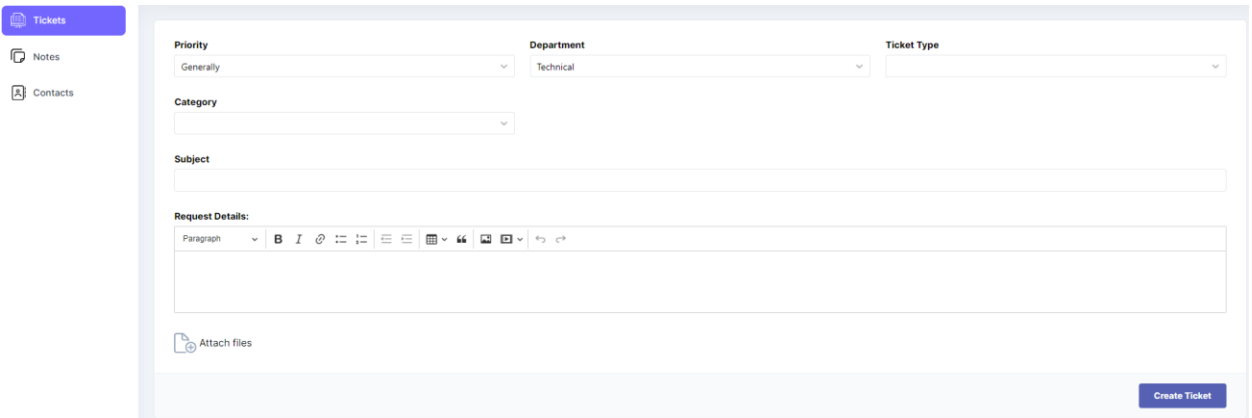 Tickets
Notes
Contacts
Priority
Department
Ticket Type
Generally
Technical
Category
Subject
Request Details:
Paragraph
Attach files
Create Ticket